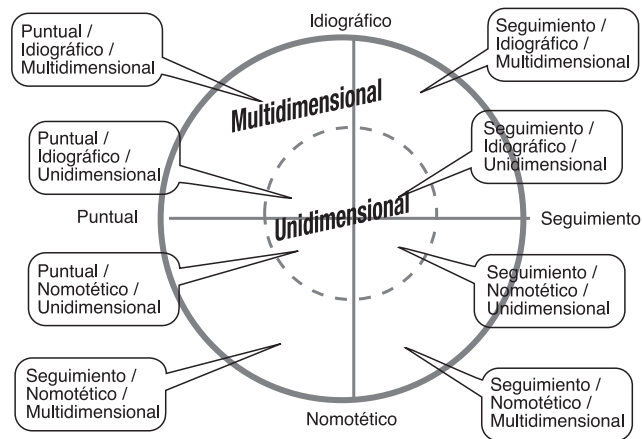 Idiográfico
Puntual /
Idiográfico /
Multidimensional
Seguimiento /
Idiográfico /
Multidimensional
Multidimensional
Puntual /
Idiográfico /
Unidimensional
Seguimiento /
Idiográfico /
Unidimensional
Puntual
Unidimensional
Seguimiento
Puntual /
Nomotético /
Unidimensional
Seguimiento /
Nomotético /
Unidimensional
Seguimiento /
Nomotético /
Multidimensional
Seguimiento /
Nomotético /
Multidimensional
Nomotético